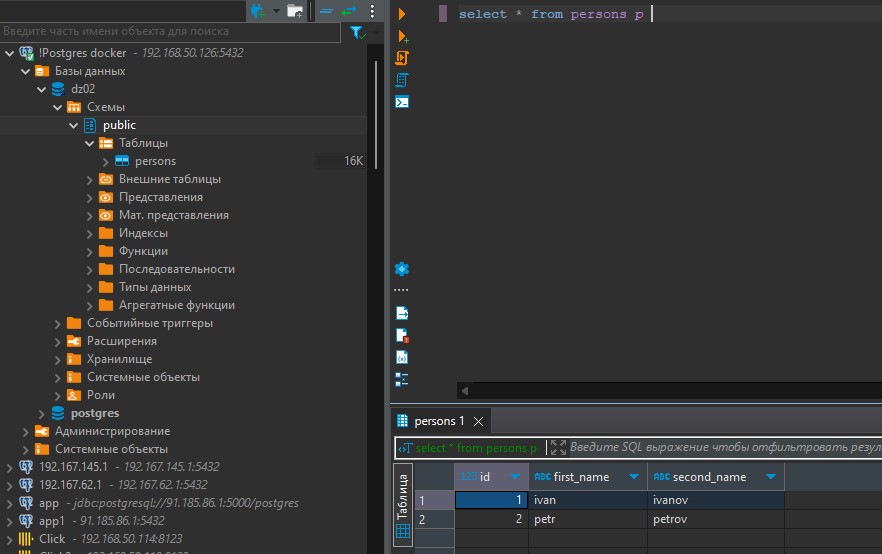 Введите часть имени объекта для поиска
!Postgres docker - 192.168.50.126:5432
Базы данных
dz02
Схемы
public
Таблицы
persons 16K
Внешние таблицы
Представления
Мат. представления
Индексы
Функции
Последовательности
Типы данных
Агрегатные функции
Событийные триггеры
Расширения
Хранилище
Системные объекты
Роли
postgres
Администрирование
Системные объекты
192.167.145.1 - 192.167.145.1:5432
192.167.62.1 - 192.167.62.1:5432
app - jdbc:postgresql://91.185.86.1:5000/postgres
app1 - 91.185.86.1:5432
Click - 192.168.50.114:8123
select * from persons p
persons 1
select * from persons p Введите SQL выражение чтобы отфильтровать резул
Таблица
123 id ABC first_name ABC second_name
1 1 ivan ivanov
2 2 petr petrov